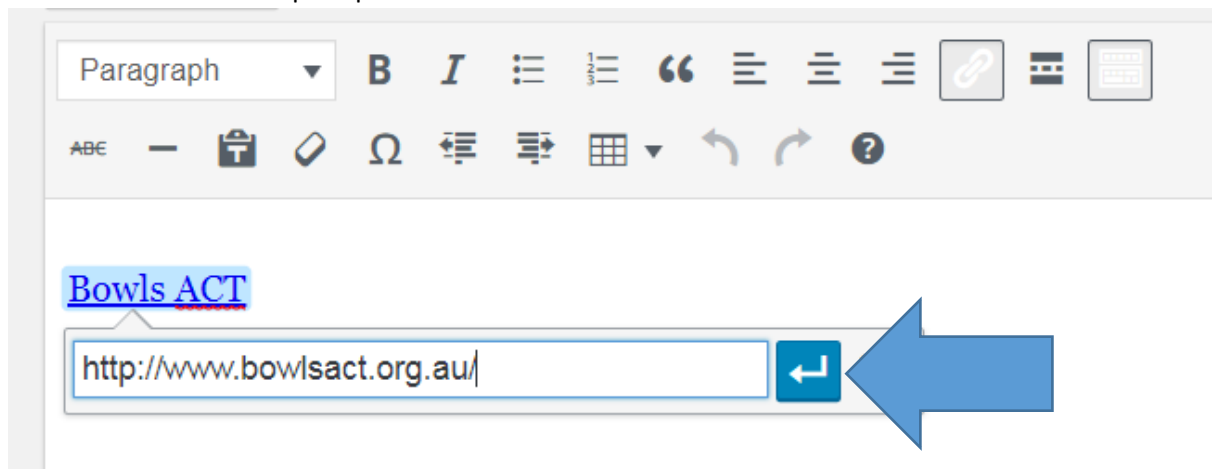 Paragraph B I “ 
ABC Ω ?
Bowls ACT
http://www.bowlsact.org.au/